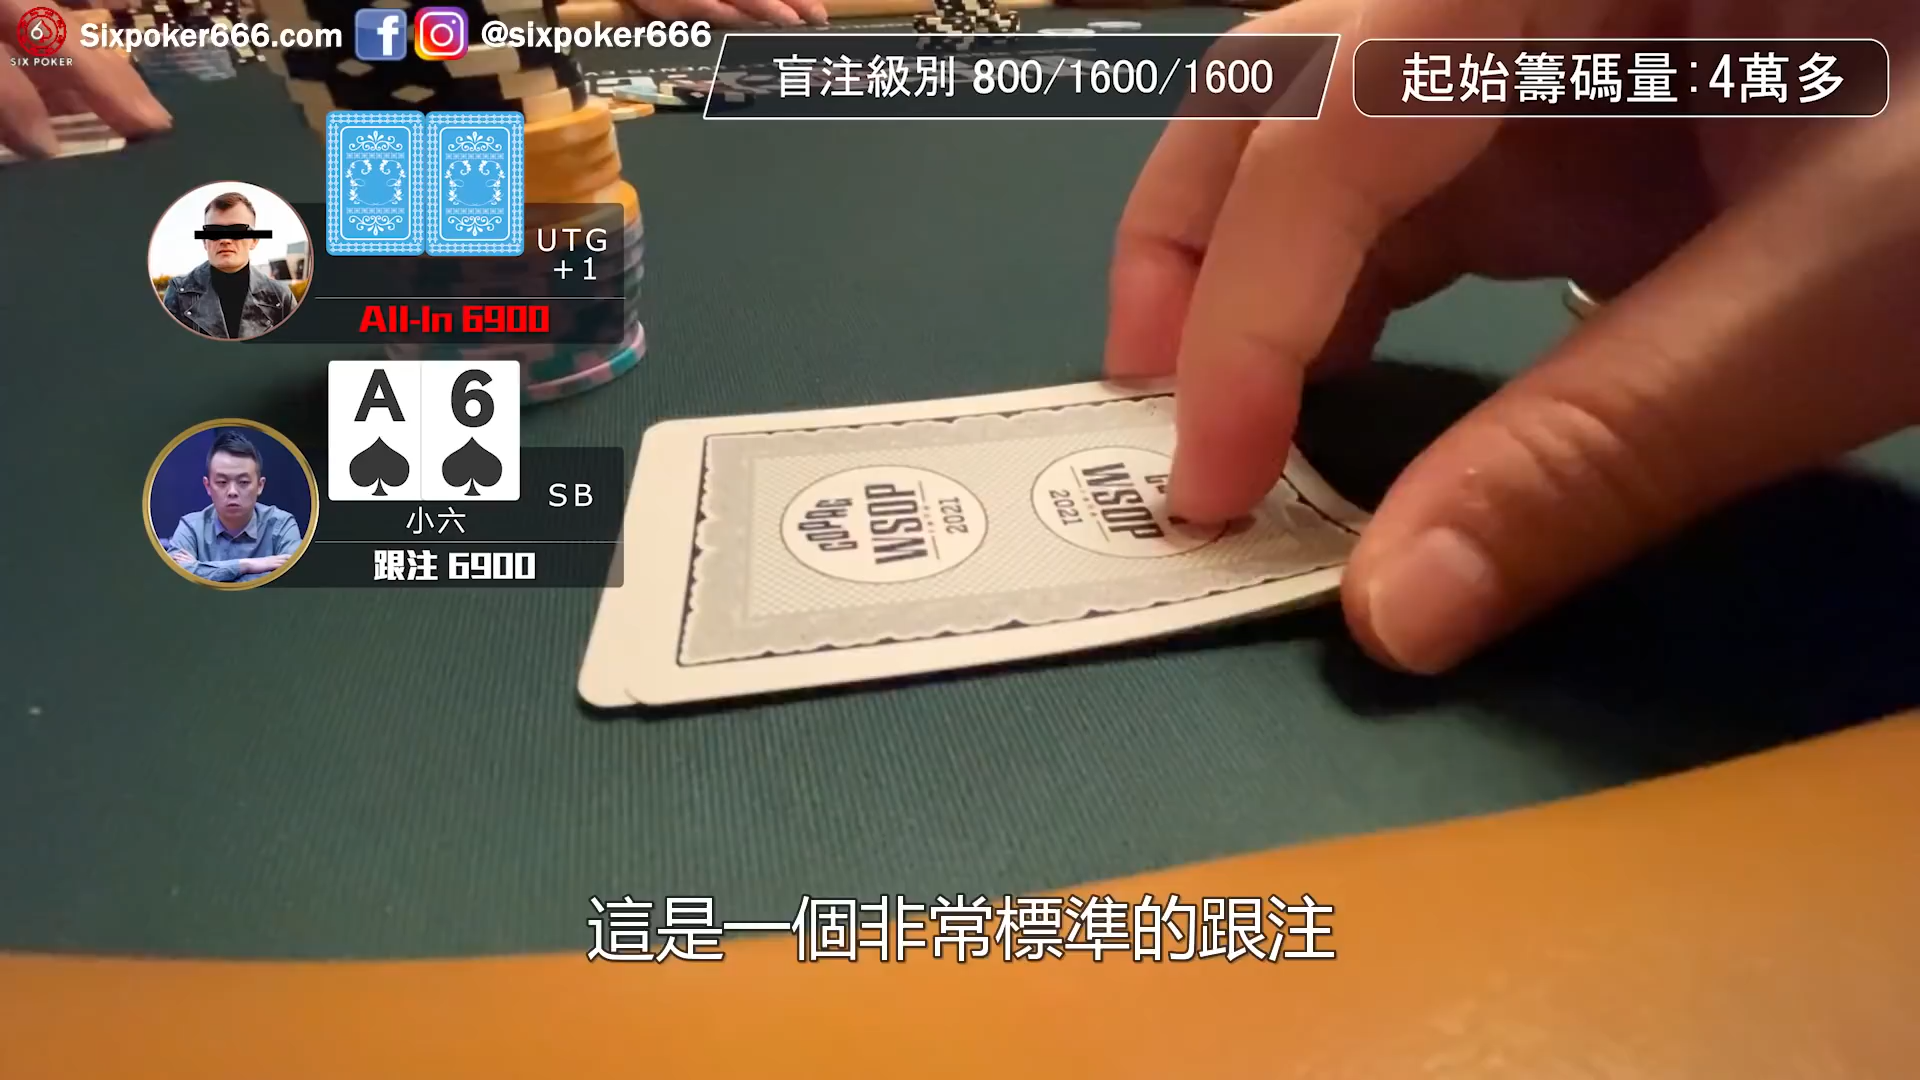 Sixpoker666.com
@sixpoker666
SIX POKER
盲注級別 800/1600/1600
起始籌碼量:4萬多
UTG
+1
All-In 6900
A 6
小六
SB
跟注 6900
COPAG
WSOP
2021
WSOP
2021
這是一個非常標準的跟注